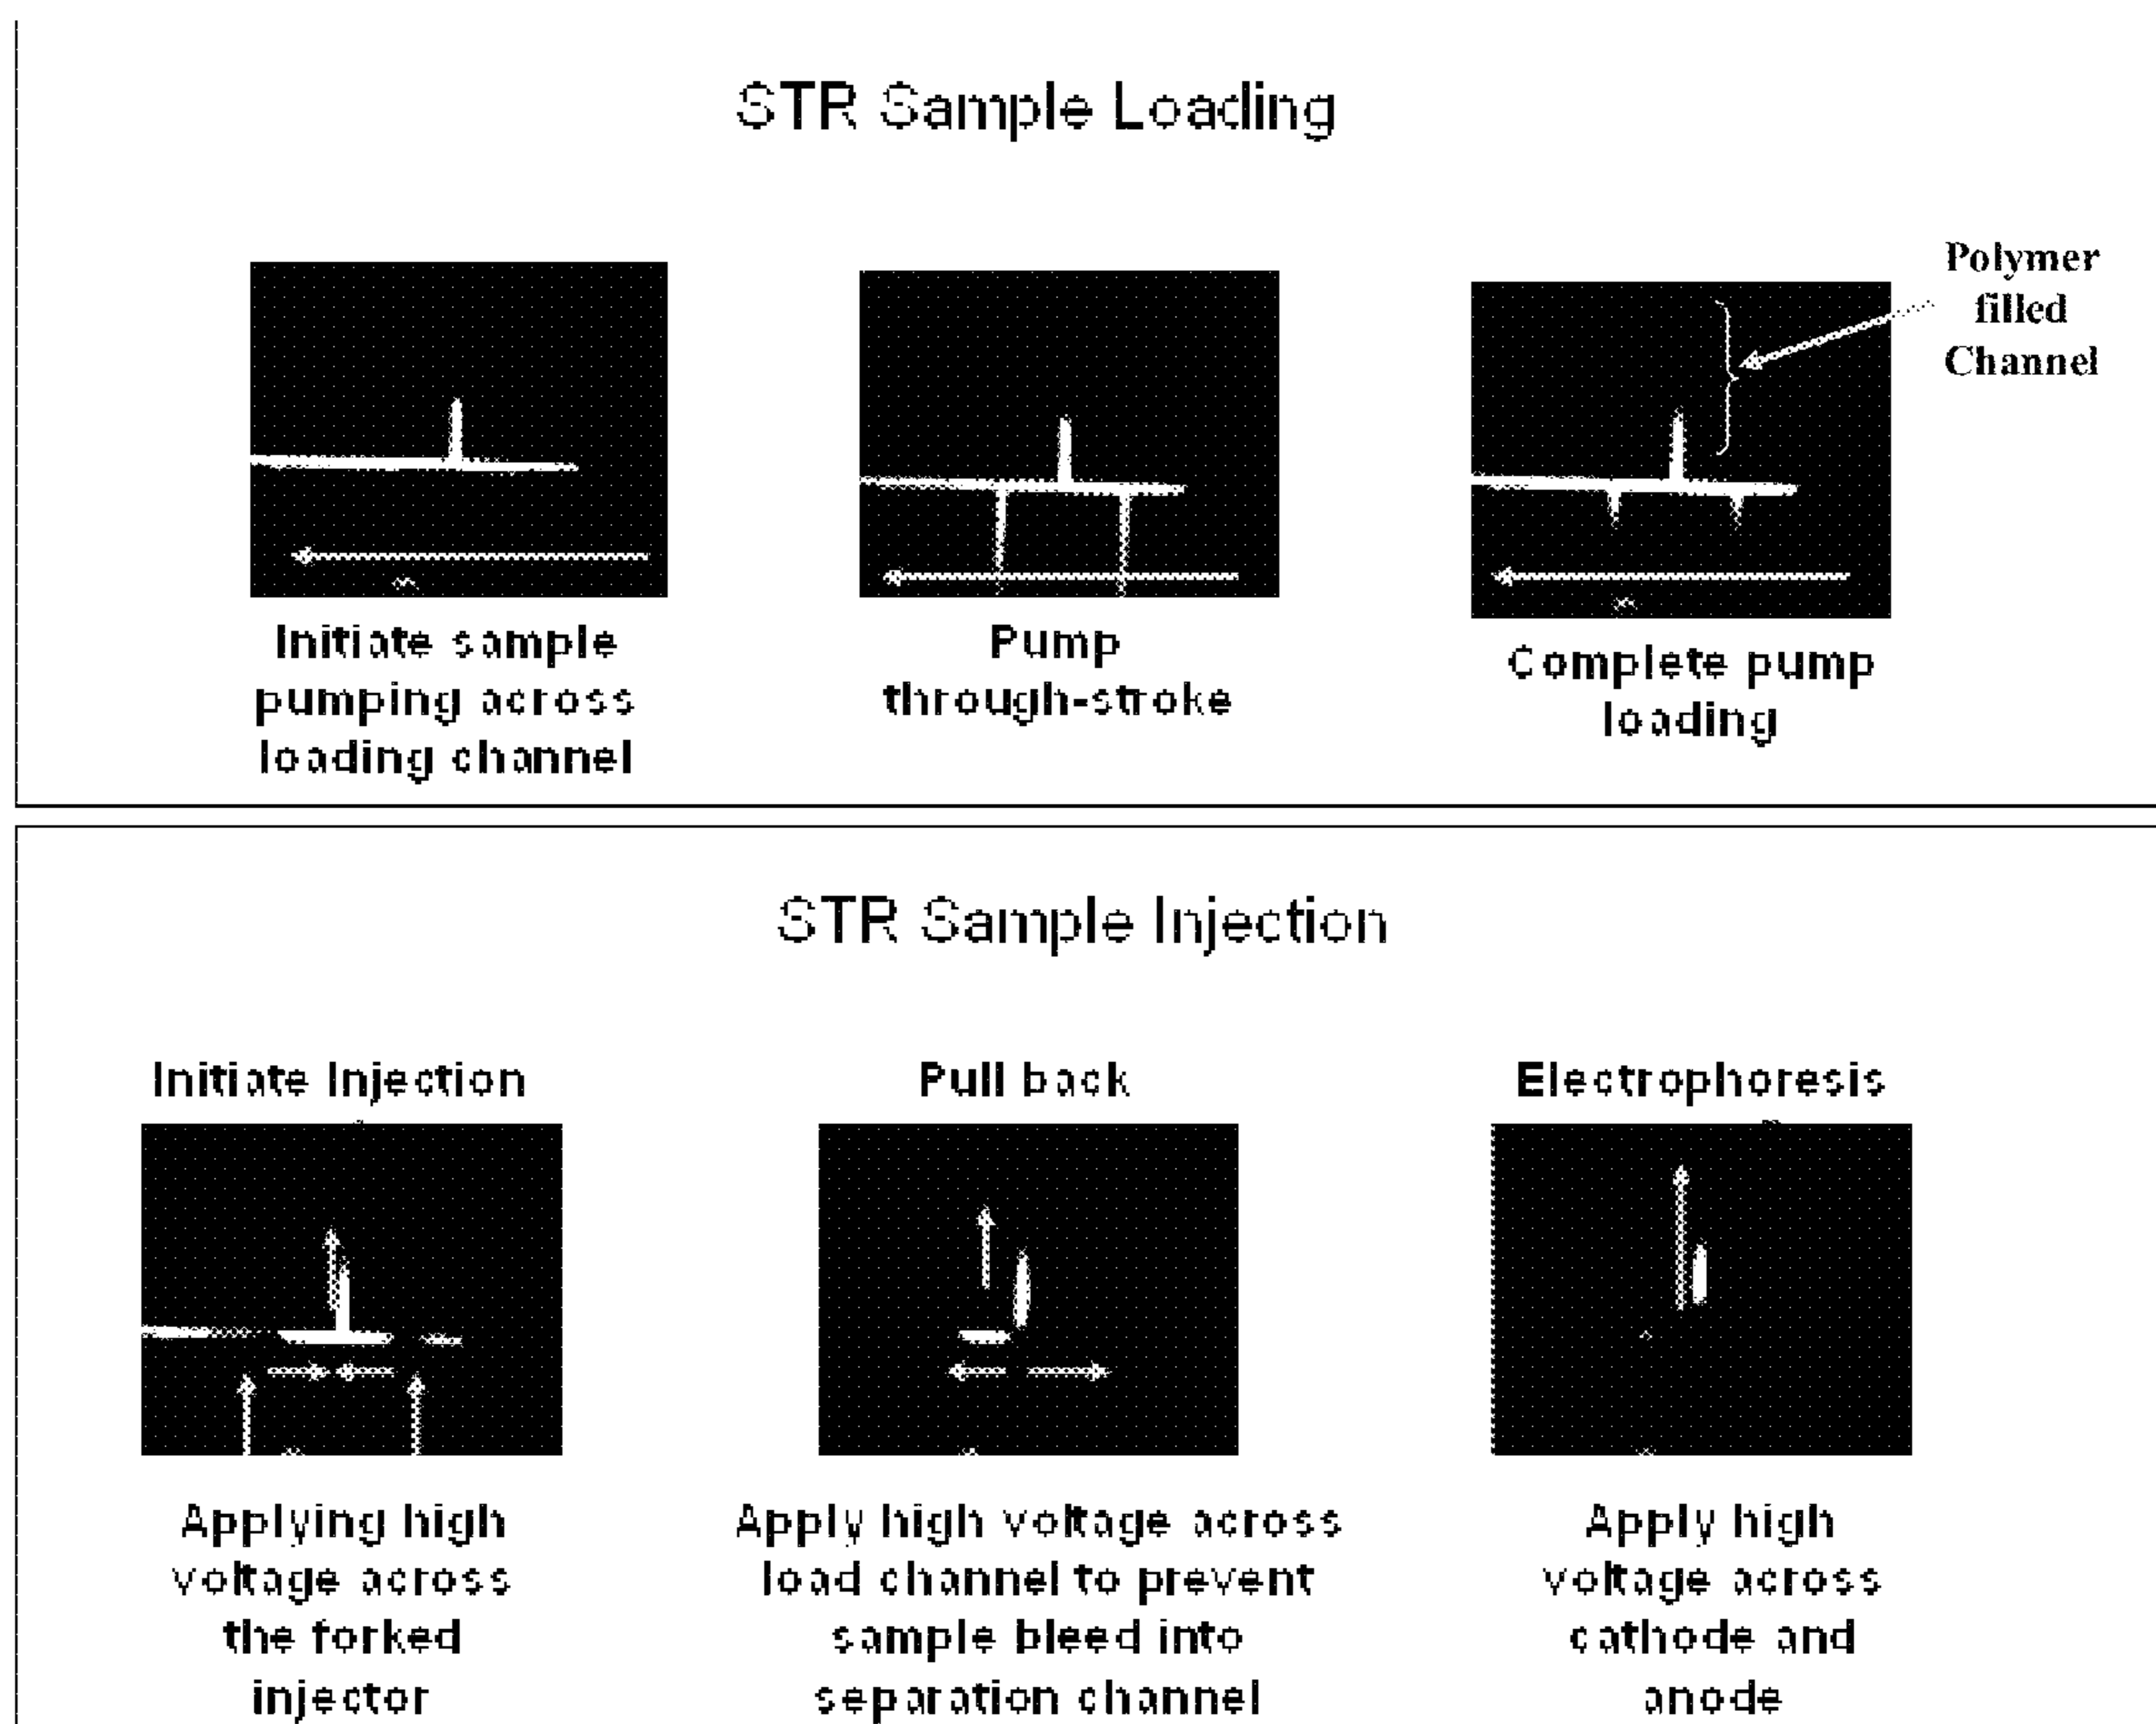 STR Sample Loading
Polymer
filled
Channel
Initiate sample
pumping across
loading channel
Pump
through-stroke
Complete pump
loading
STR Sample Injection
Initiate Injection
Pull back
Electrophoresis
Applying high
voltage across
the forked
injector
Apply high voltage across
load channel to prevent
sample bleed into
separation channel
Apply high
voltage across
cathode and
anode